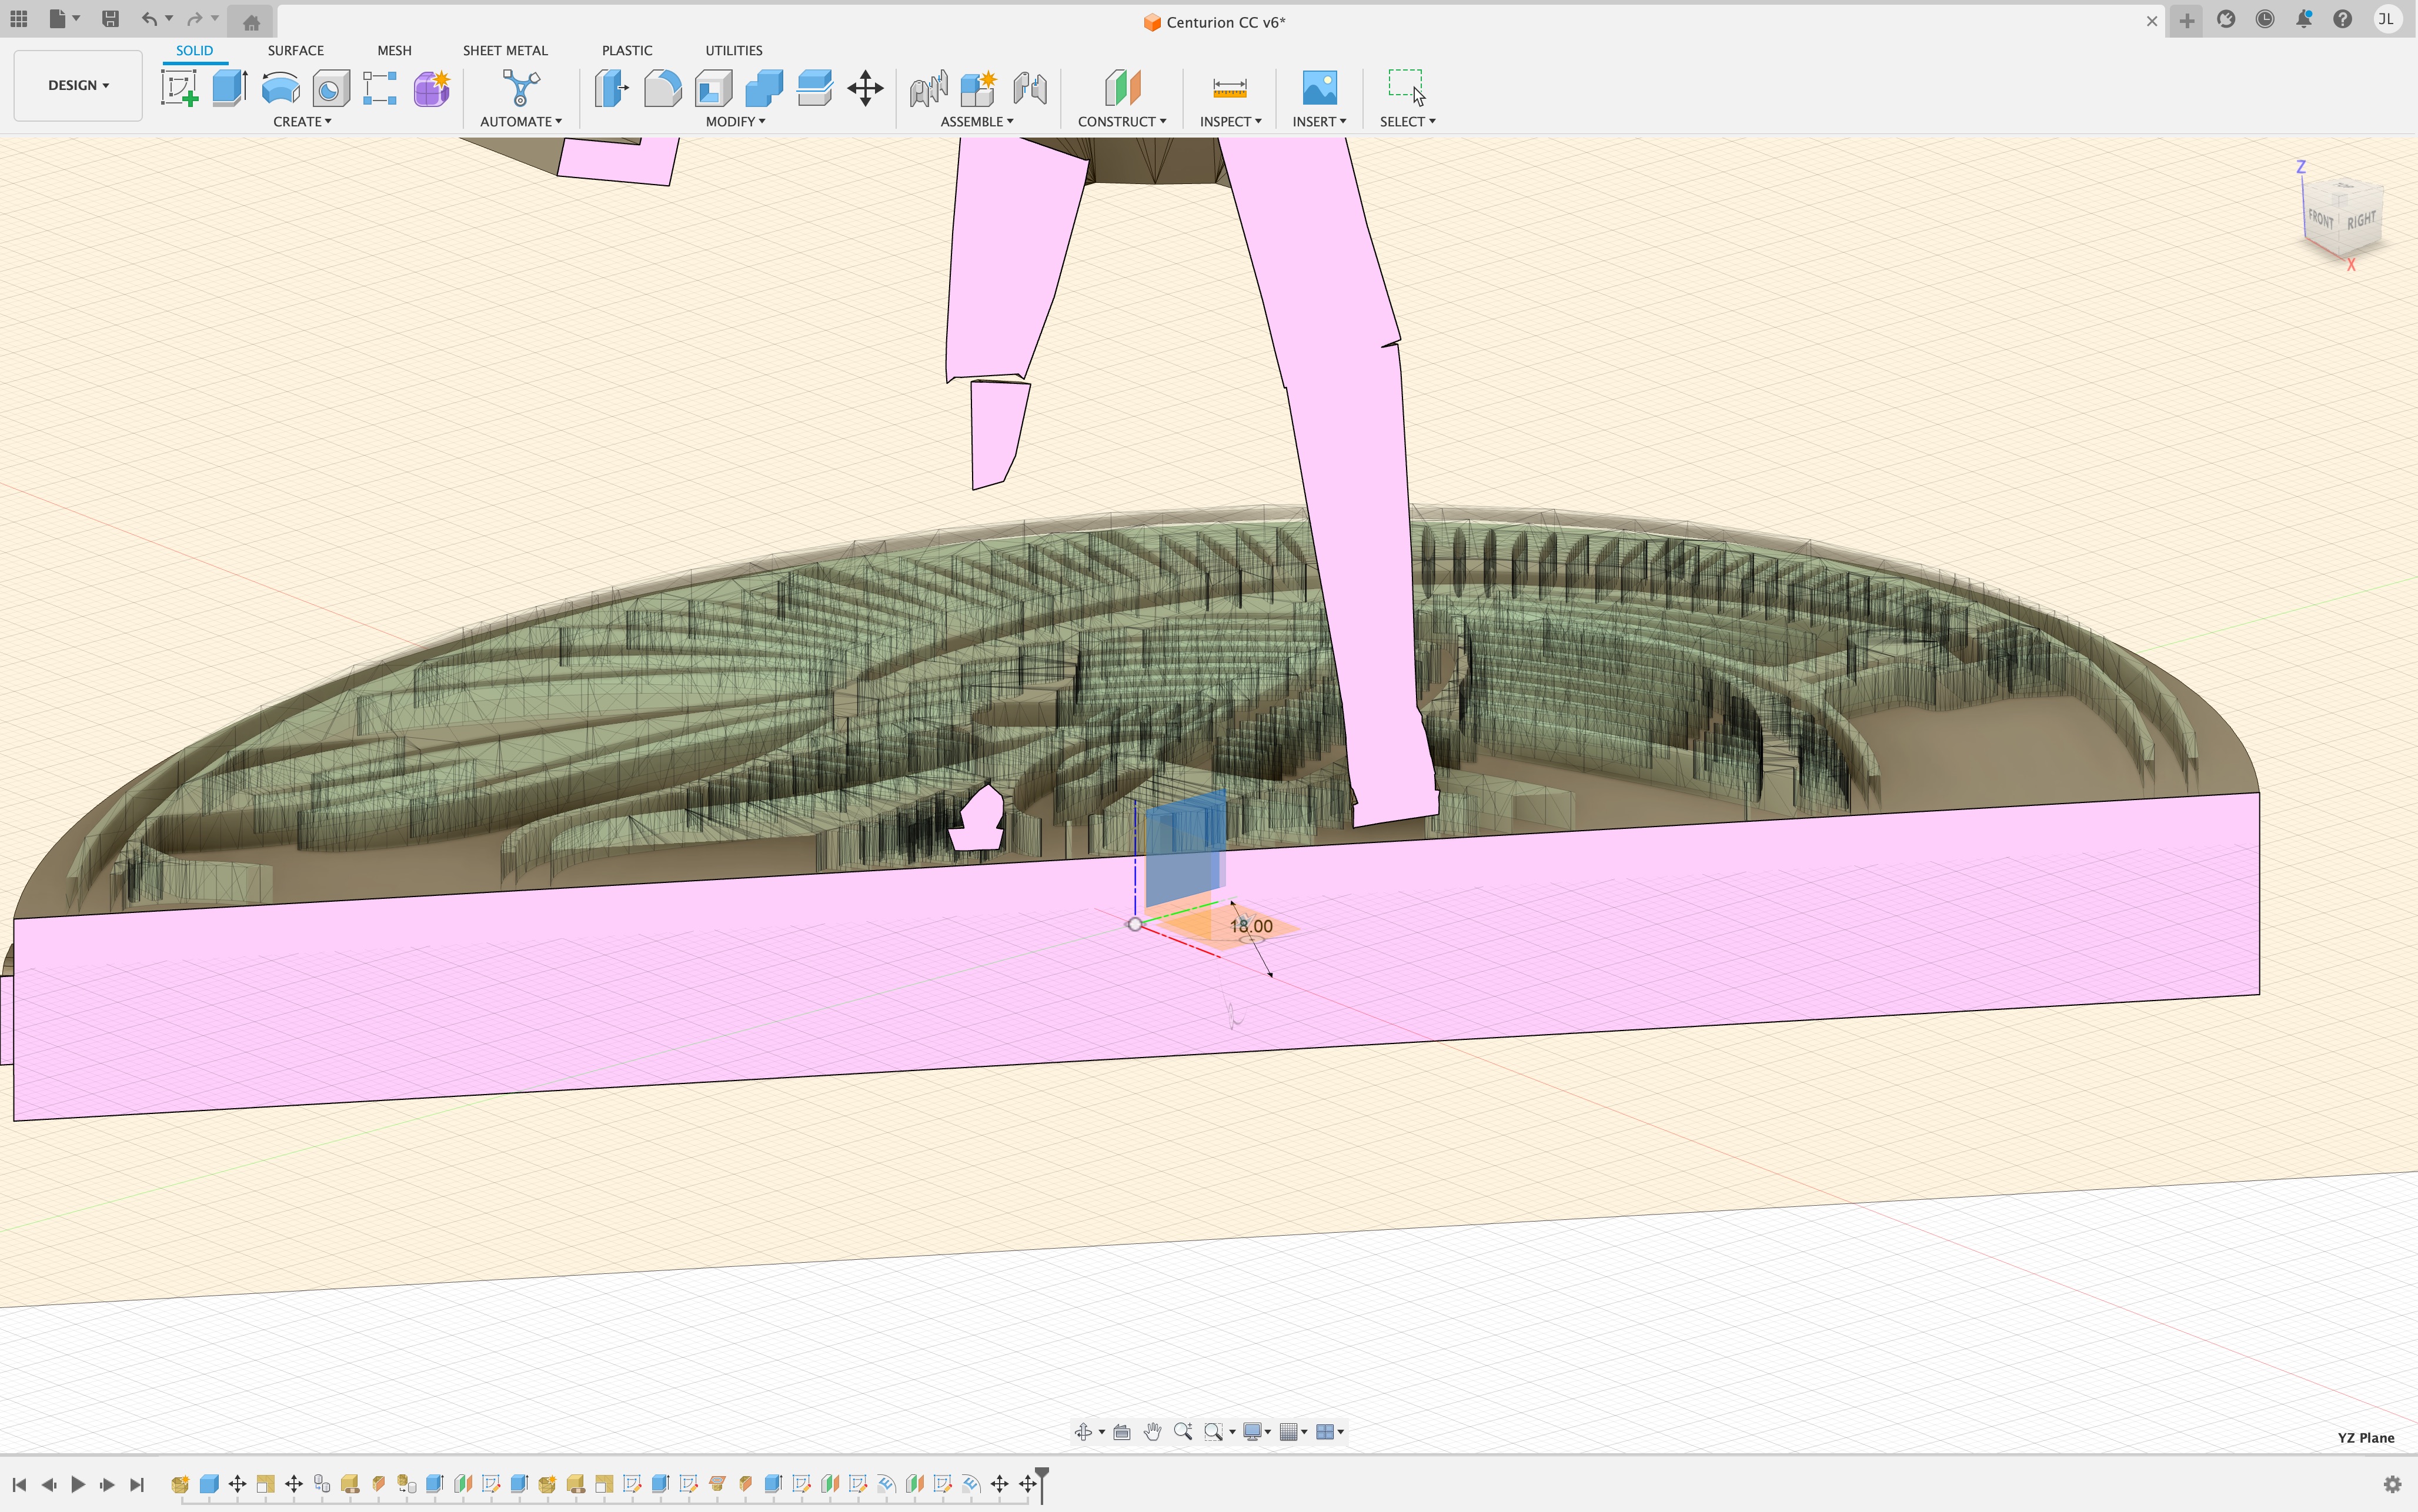 Centurion CC v6*
JL
SOLID SURFACE MESH SHEET METAL PLASTIC UTILITIES
DESIGN
CREATE AUTOMATE MODIFY ASSEMBLE CONSTRUCT INSPECT INSERT SELECT
Z
FRONT RIGHT
X
18.00
YZ Plane